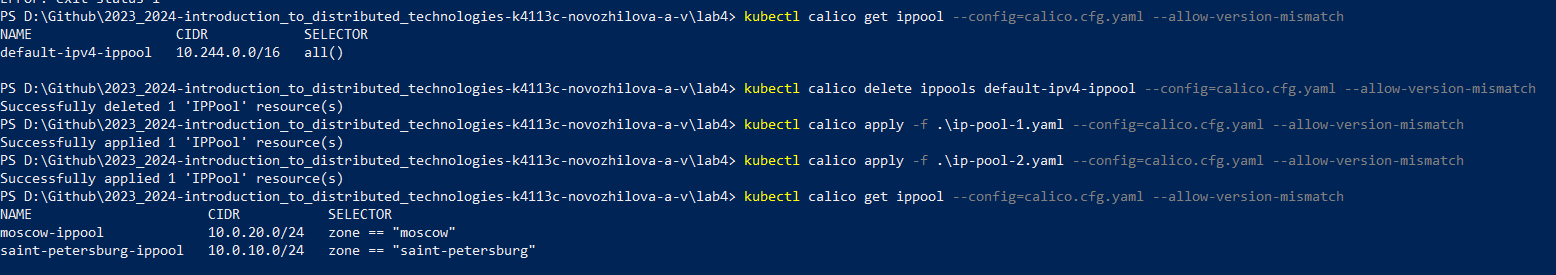 Error: exit status 1
PS D:\Github\2023_2024-introduction_to_distributed_technologies-k4113c-novozhilova-a-v\lab4> kubectl calico get ippool --config=calico.cfg.yaml --allow-version-mismatch
NAME CIDR SELECTOR
default-ipv4-ippool 10.244.0.0/16 all()
PS D:\Github\2023_2024-introduction_to_distributed_technologies-k4113c-novozhilova-a-v\lab4> kubectl calico delete ippools default-ipv4-ippool --config=calico.cfg.yaml --allow-version-mismatch
Successfully deleted 1 'IPPool' resource(s)
PS D:\Github\2023_2024-introduction_to_distributed_technologies-k4113c-novozhilova-a-v\lab4> kubectl calico apply -f .\ip-pool-1.yaml --config=calico.cfg.yaml --allow-version-mismatch
Successfully applied 1 'IPPool' resource(s)
PS D:\Github\2023_2024-introduction_to_distributed_technologies-k4113c-novozhilova-a-v\lab4> kubectl calico apply -f .\ip-pool-2.yaml --config=calico.cfg.yaml --allow-version-mismatch
Successfully applied 1 'IPPool' resource(s)
PS D:\Github\2023_2024-introduction_to_distributed_technologies-k4113c-novozhilova-a-v\lab4> kubectl calico get ippool --config=calico.cfg.yaml --allow-version-mismatch
NAME CIDR SELECTOR
moscow-ippool 10.0.20.0/24 zone == "moscow"
saint-petersburg-ippool 10.0.10.0/24 zone == "saint-petersburg"